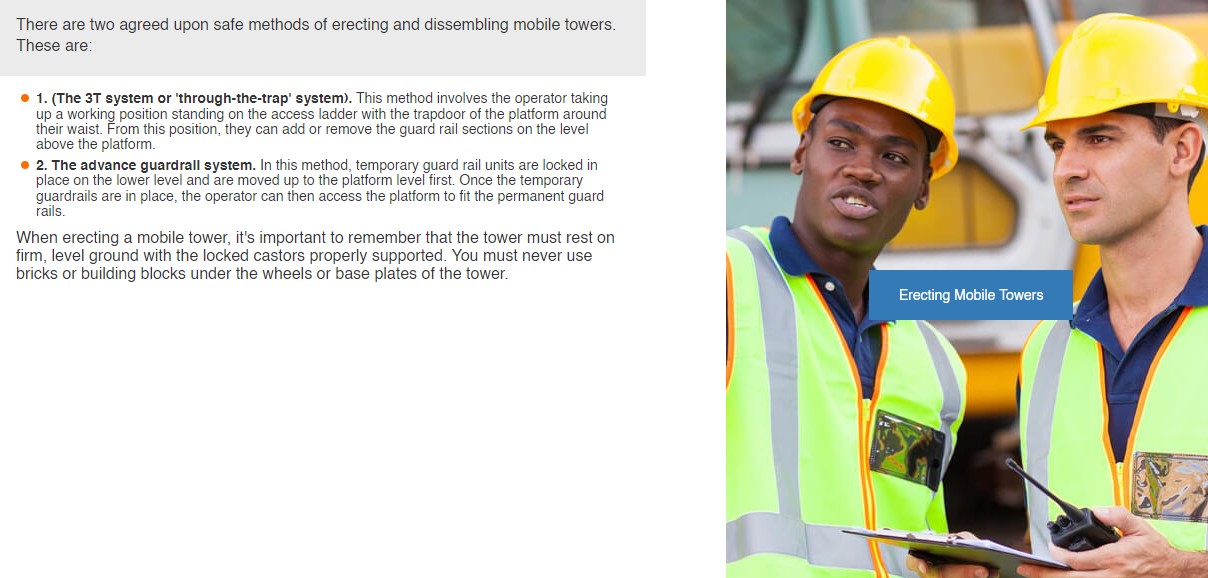 There are two agreed upon safe methods of erecting and dissembling mobile towers.
These are:
1. (The 3T system or 'through-the-trap' system). This method involves the operator taking
up a working position standing on the access ladder with the trapdoor of the platform around
their waist. From this position, they can add or remove the guard rail sections on the level
above the platform.
2. The advance guardrail system. In this method, temporary guard rail units are locked in
place on the lower level and are moved up to the platform level first. Once the temporary
guardrails are in place, the operator can then access the platform to fit the permanent guard
rails.
When erecting a mobile tower, it's important to remember that the tower must rest on
firm, level ground with the locked castors properly supported. You must never use
bricks or building blocks under the wheels or base plates of the tower.
Erecting Mobile Towers